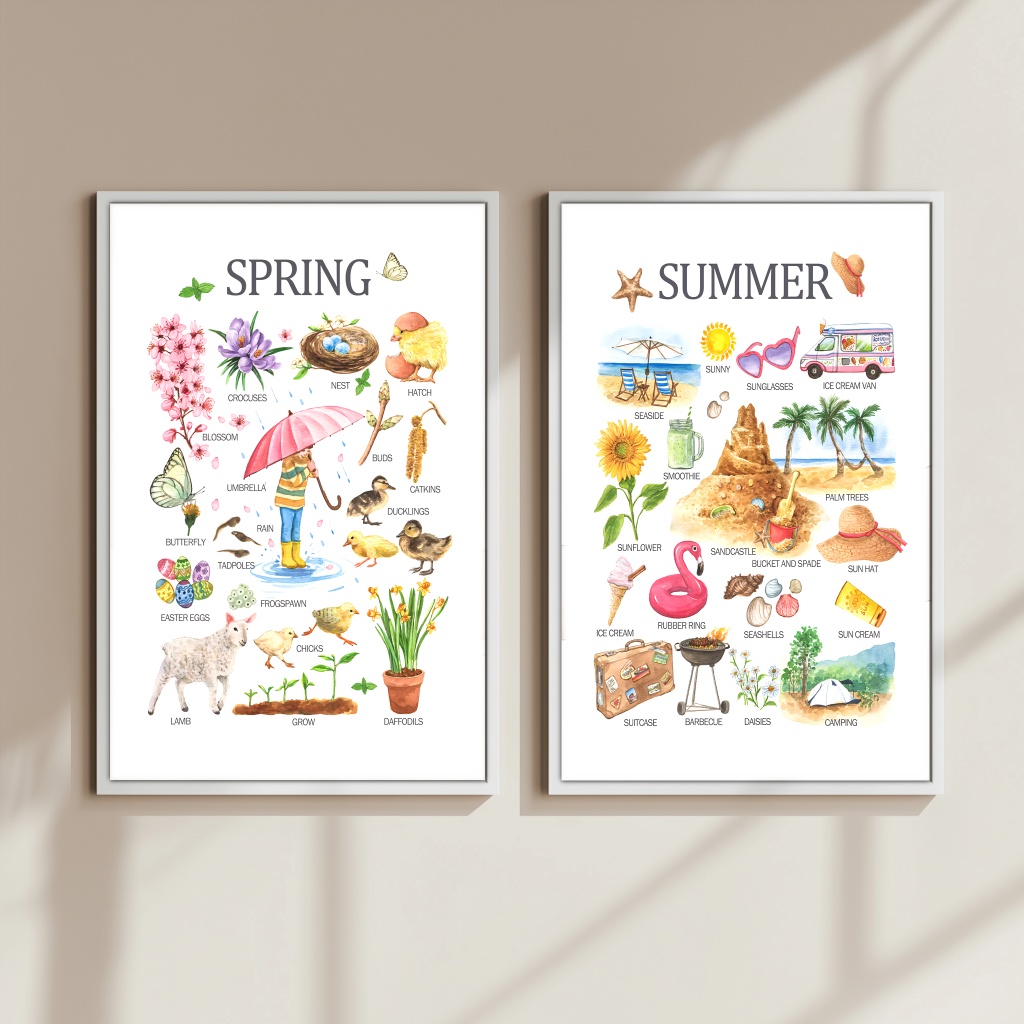 SPRING
CROCUSES
NEST
HATCH
BLOSSOM
BUDS
UMBRELLA
CATKINS
DUCKLINGS
RAIN
BUTTERFLY
TADPOLES
FROGSPAWN
EASTER EGGS
CHICKS
LAMB
GROW
DAFFODILS
SUMMER
SUNNY
SUNGLASSES
ICE CREAM VAN
SEASIDE
SMOOTHIE
PALM TREES
SUNFLOWER
SANDCASTLE
BUCKET AND SPADE
SUN HAT
ICE CREAM
RUBBER RING
SEASHELLS
SUN CREAM
SUITCASE
BARBECUE
DAISIES
CAMPING